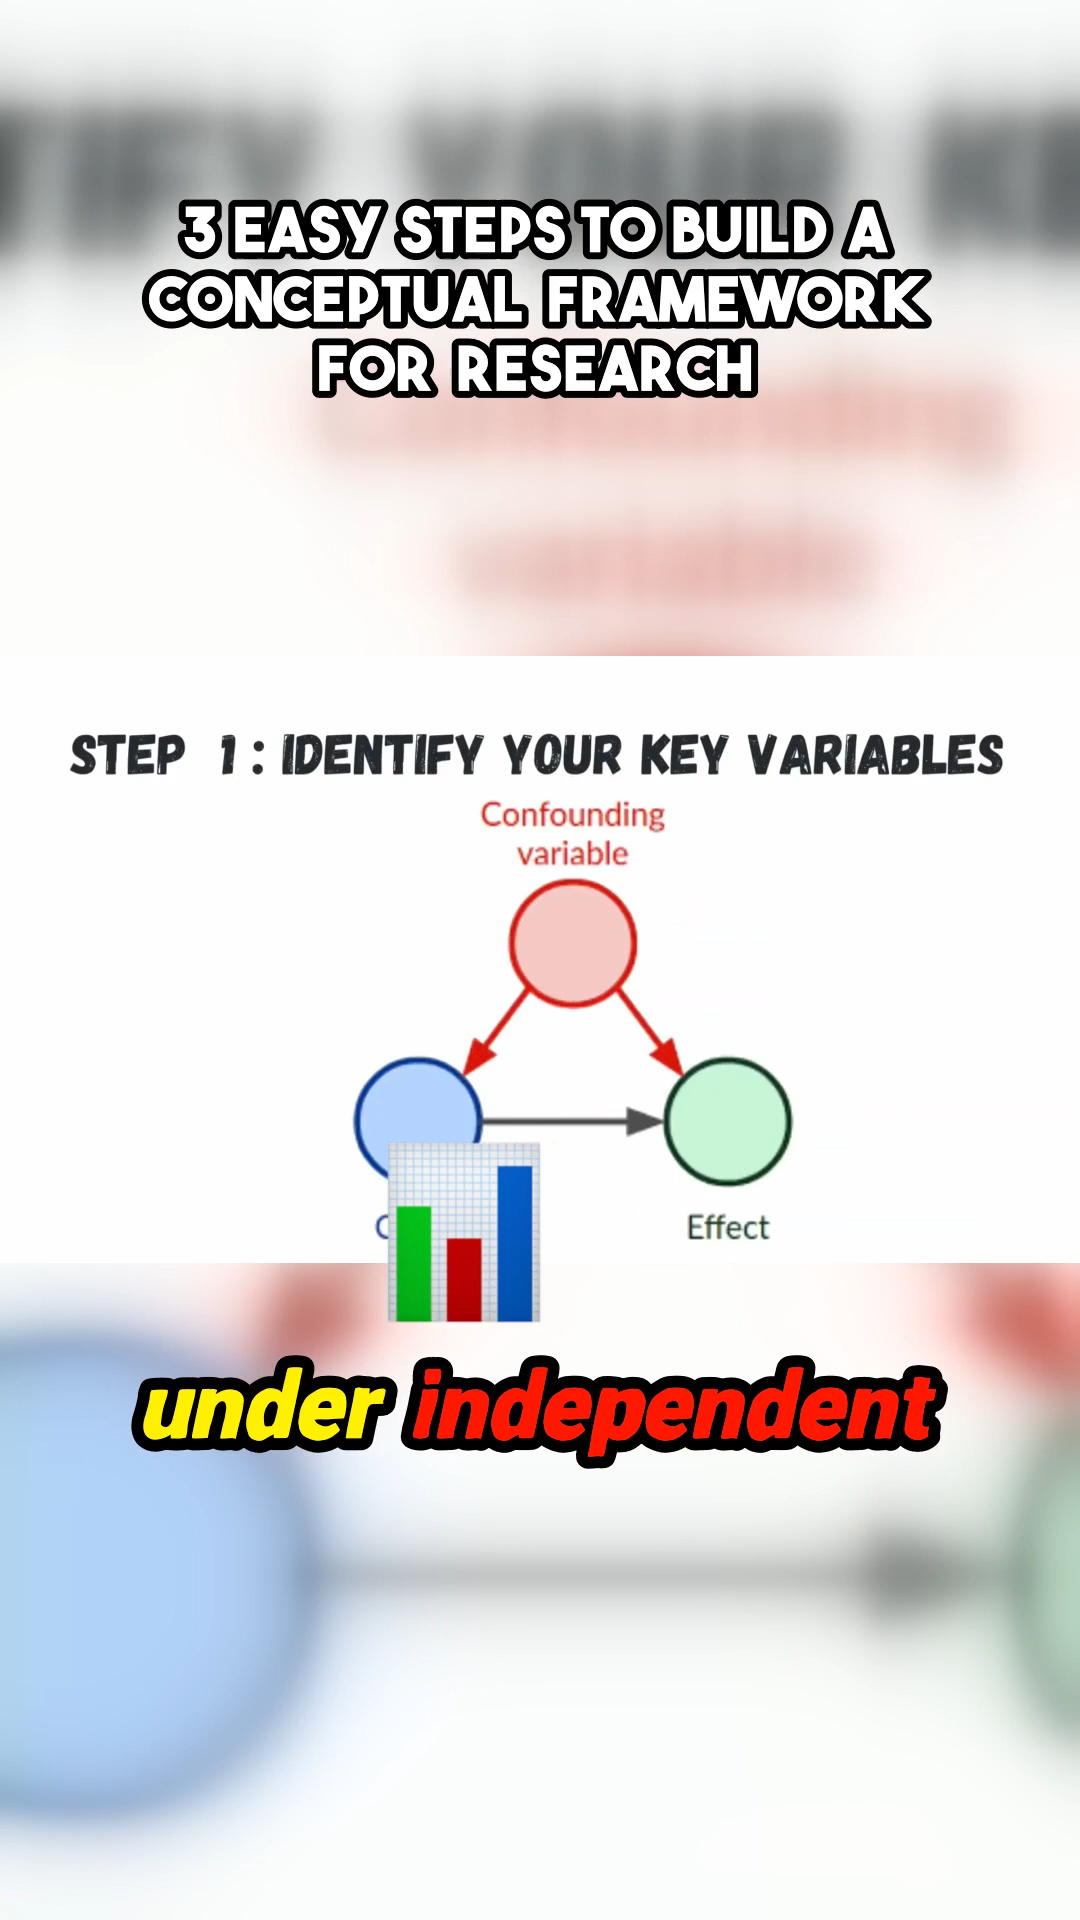 3 EASY STEPS TO BUILD A
CONCEPTUAL FRAMEWORK
FOR RESEARCH
STEP 1 : IDENTIFY YOUR KEY VARIABLES
Confounding
variable
Effect
under independent